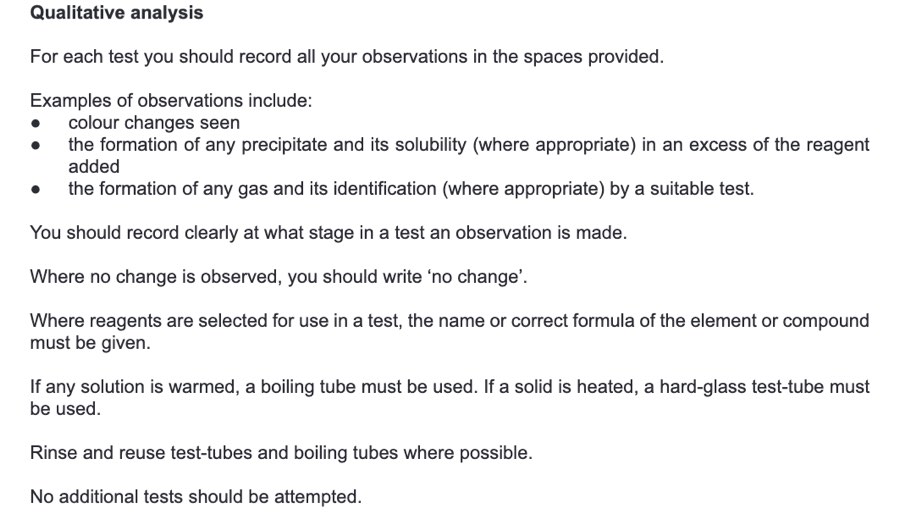 Qualitative analysis
For each test you should record all your observations in the spaces provided.
Examples of observations include:
● colour changes seen
● the formation of any precipitate and its solubility (where appropriate) in an excess of the reagent
added
● the formation of any gas and its identification (where appropriate) by a suitable test.
You should record clearly at what stage in a test an observation is made.
Where no change is observed, you should write ‘no change’.
Where reagents are selected for use in a test, the name or correct formula of the element or compound
must be given.
If any solution is warmed, a boiling tube must be used. If a solid is heated, a hard-glass test-tube must
be used.
Rinse and reuse test-tubes and boiling tubes where possible.
No additional tests should be attempted.